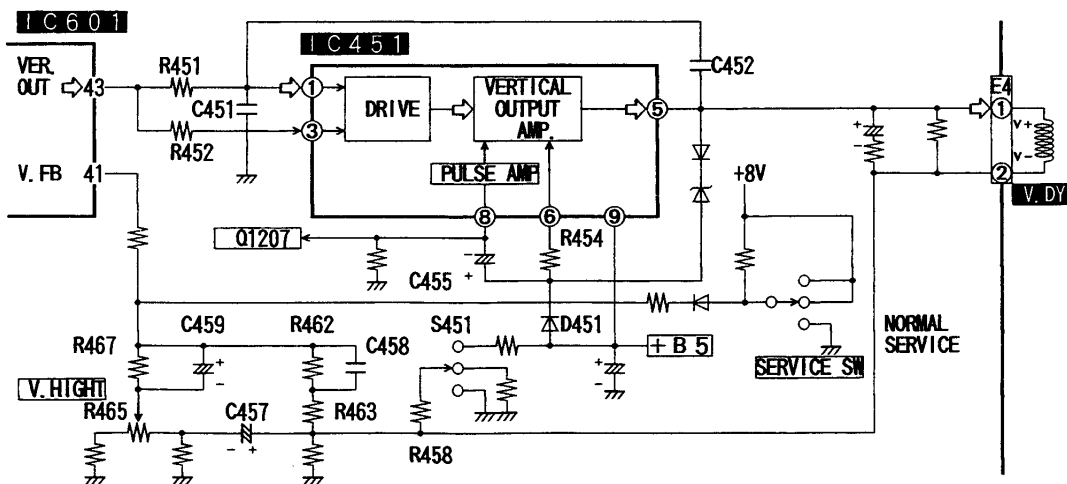 IC601
IC451
VER.
OUT
43
R451
C451
R452
V.FB
41
1
3
DRIVE
VERTICAL
OUTPUT
AMP.
PULSE AMP
5
8
6
9
C452
E4
1
V+
V-
2
V.DY
+8V
Q1207
R454
C455
- +
D451
+B5
S451
NORMAL
SERVICE
SERVICE SW
R467
C459
+
-
R462
C458
V.HIGHT
R465
C457
- +
R463
R458
+
-
+
-